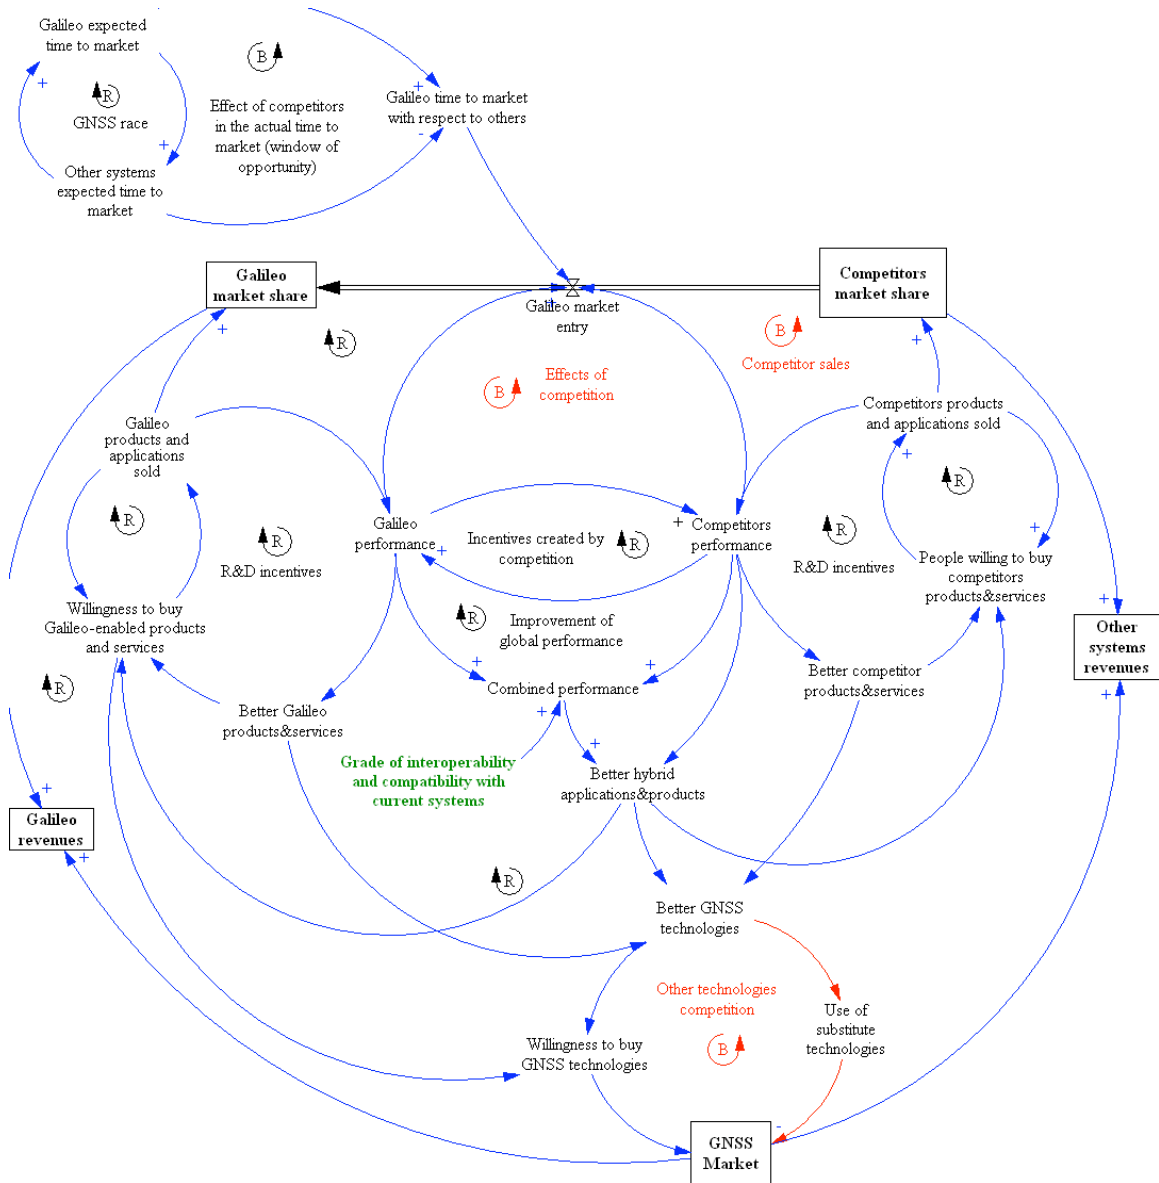 Galileo expected
time to market
B
+
R
GNSS race
Effect of competitors
in the actual time to
market (window of
opportunity)
+
Galileo time to market
with respect to others
-
+
Other systems
expected time to
market
Galileo
market share
Competitors
market share
+
Galileo market
entry
+
R
B
Competitor sales
+
B
Effects of
competition
Galileo
products and
applications
sold
Competitors products
and applications sold
+
R
R
R&D incentives
Galileo
performance
+
Incentives created by
competition
R
+
Competitors
performance
R
R&D incentives
R
+
People willing to buy
competitors
products&services
Willingness to buy
Galileo-enabled products
and services
R
Improvement of
global performance
+
+
Combined performance
+
Better competitor
products&services
+
Other
systems
revenues
+
R
Better Galileo
products&services
Grade of interoperability
and compatibility with
current systems
+
Better hybrid
applications&products
+
Galileo
revenues
+
R
Better GNSS
technologies
Other technologies
competition
B
Use of
substitute
technologies
Willingness to buy
GNSS technologies
-
GNSS
Market